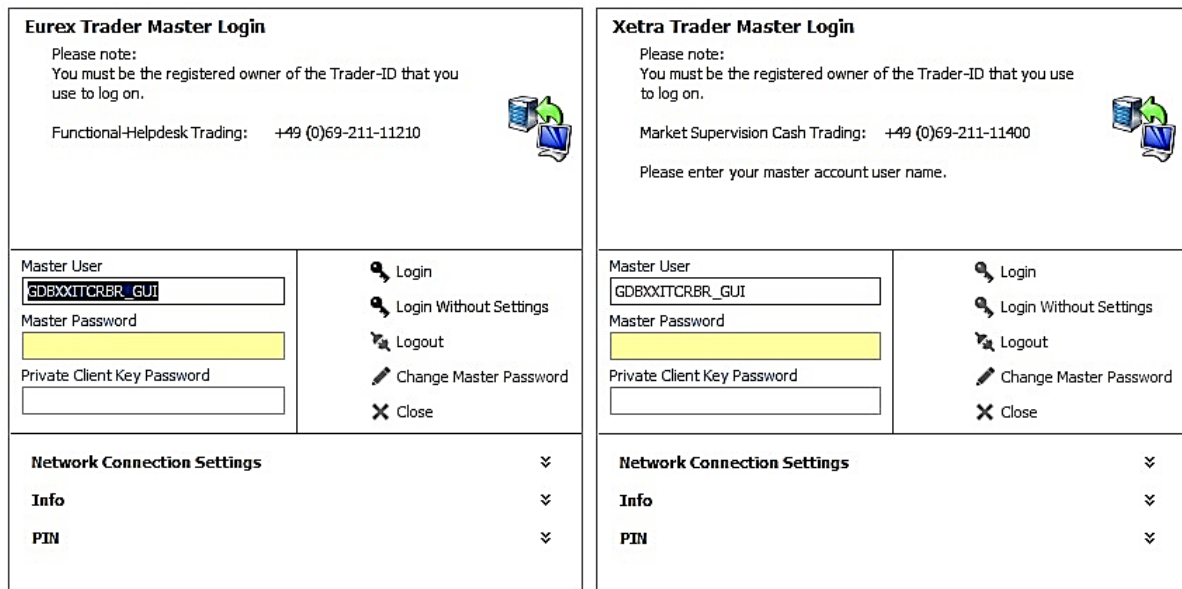 Eurex Trader Master Login
Please note:
You must be the registered owner of the Trader-ID that you
use to log on.
Functional-Helpdesk Trading: +49 (0)69-211-11210
Master User
GDBXXITCRBR_GUI
Master Password
Private Client Key Password
Login
Login Without Settings
Logout
Change Master Password
Close
Network Connection Settings
Info
PIN
Xetra Trader Master Login
Please note:
You must be the registered owner of the Trader-ID that you use
to log on.
Market Supervision Cash Trading: +49 (0)69-211-11400
Please enter your master account user name.
Master User
GDBXXITCRBR_GUI
Master Password
Private Client Key Password
Login
Login Without Settings
Logout
Change Master Password
Close
Network Connection Settings
Info
PIN